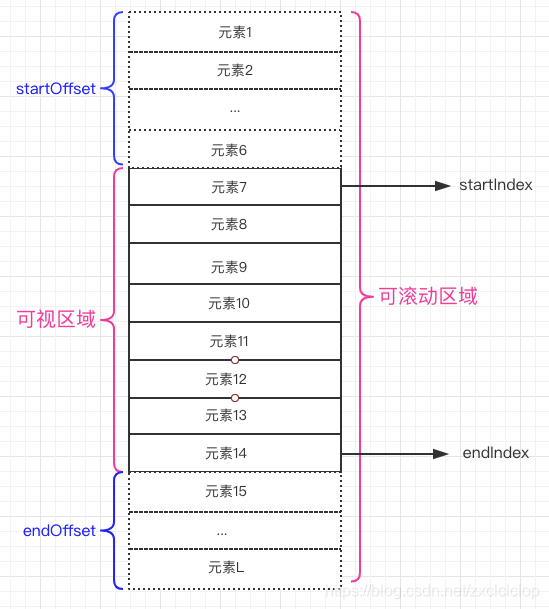 元素1
元素2
startOffset
...
元素6
元素7
startIndex
元素8
元素9
元素10
可视区域
可滚动区域
元素11
元素12
元素13
元素14
endIndex
元素15
endOffset
...
元素L
https://blog.csdn.net/zxclclclop